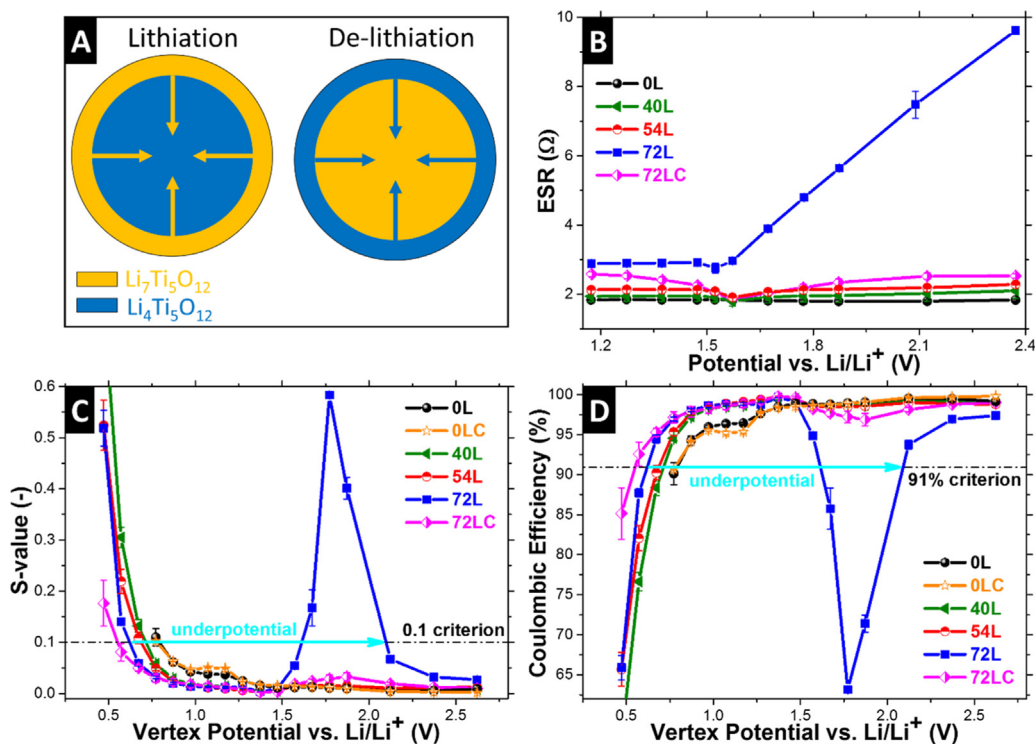 A
Lithiation
De-lithiation
Li7Ti5O12
Li4Ti5O12
B
0L
40L
54L
72L
72LC
ESR (Ω)
10
8
6
4
2
1.2
1.5
1.8
2.1
2.4
Potential vs. Li/Li+ (V)
C
0L
0LC
40L
54L
72L
72LC
underpotential
0.1 criterion
S-value (-)
0.6
0.5
0.4
0.3
0.2
0.1
0.0
0.5
1.0
1.5
2.0
2.5
Vertex Potential vs. Li/Li+ (V)
D
underpotential
91% criterion
0L
0LC
40L
54L
72L
72LC
Coulombic Efficiency (%)
100
95
90
85
80
75
70
65
0.5
1.0
1.5
2.0
2.5
Vertex Potential vs. Li/Li+ (V)